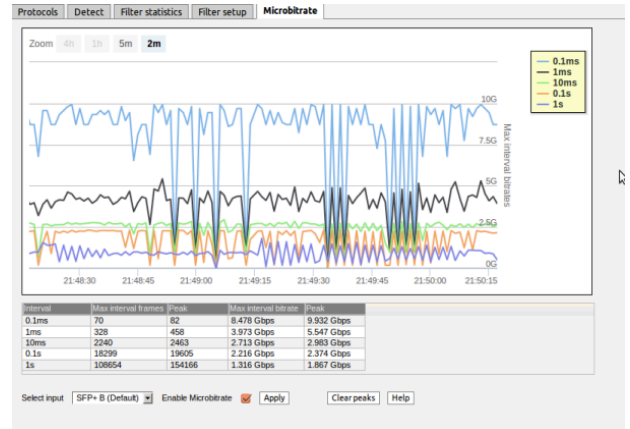 Protocols Detect Filter statistics Filter setup Microbitrate
Zoom 4h 1h 5m 2m
0.1ms
1ms
10ms
0.1s
1s
10G
7.5G
5G
2.5G
0G
Max interval bitrates
21:48:30 21:48:45 21:49:00 21:49:15 21:49:30 21:49:45 21:50:00 21:50:15
Interval Max interval frames Peak Max interval bitrate Peak
0.1ms 70 82 8.478 Gbps 9.932 Gbps
1ms 328 458 3.973 Gbps 5.547 Gbps
10ms 2240 2463 2.713 Gbps 2.983 Gbps
0.1s 18299 19605 2.216 Gbps 2.374 Gbps
1s 108654 154166 1.316 Gbps 1.867 Gbps
Select input SFP+ B (Default) Enable Microbitrate Apply Clear peaks Help